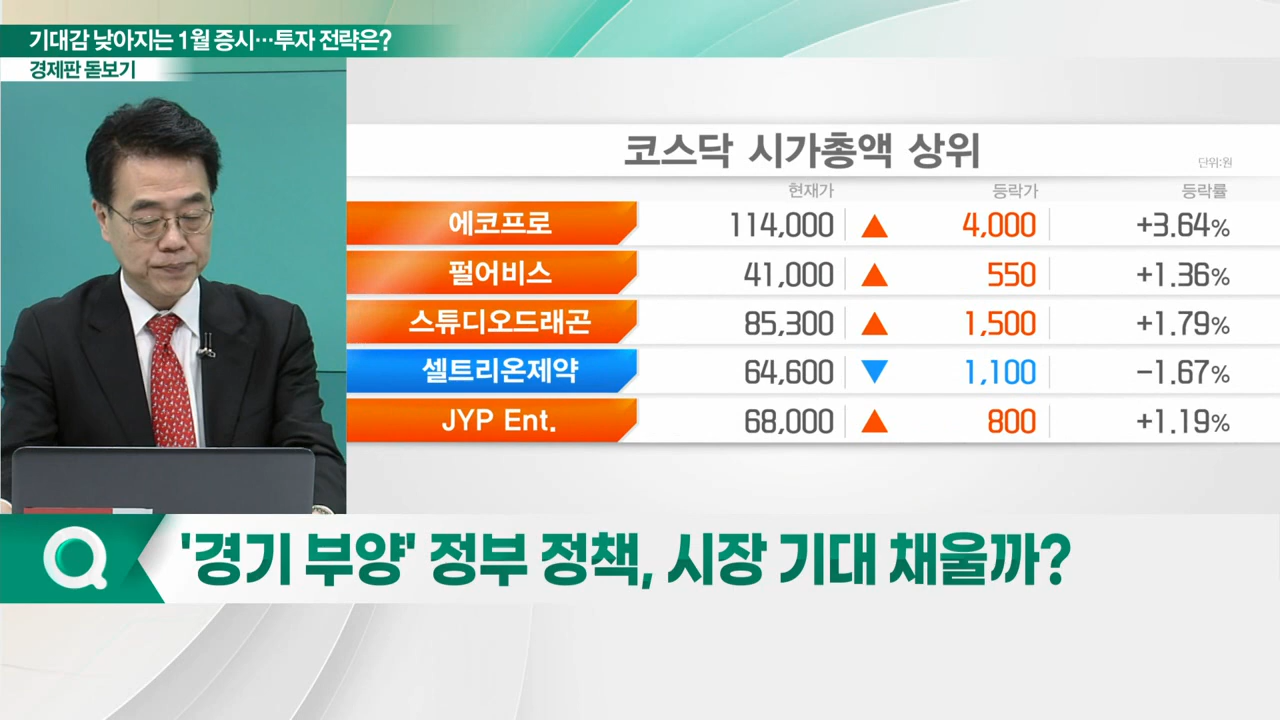 기대감 낮아지는 1월 증시…투자 전략은?
경제판 돋보기
코스닥 시가총액 상위
단위:원
현재가 등락가 등락률
에코프로 114,000 ▲ 4,000 +3.64%
펄어비스 41,000 ▲ 550 +1.36%
스튜디오드래곤 85,300 ▲ 1,500 +1.79%
셀트리온제약 64,600 ▼ 1,100 -1.67%
JYP Ent. 68,000 ▲ 800 +1.19%
'경기 부양' 정부 정책, 시장 기대 채울까?